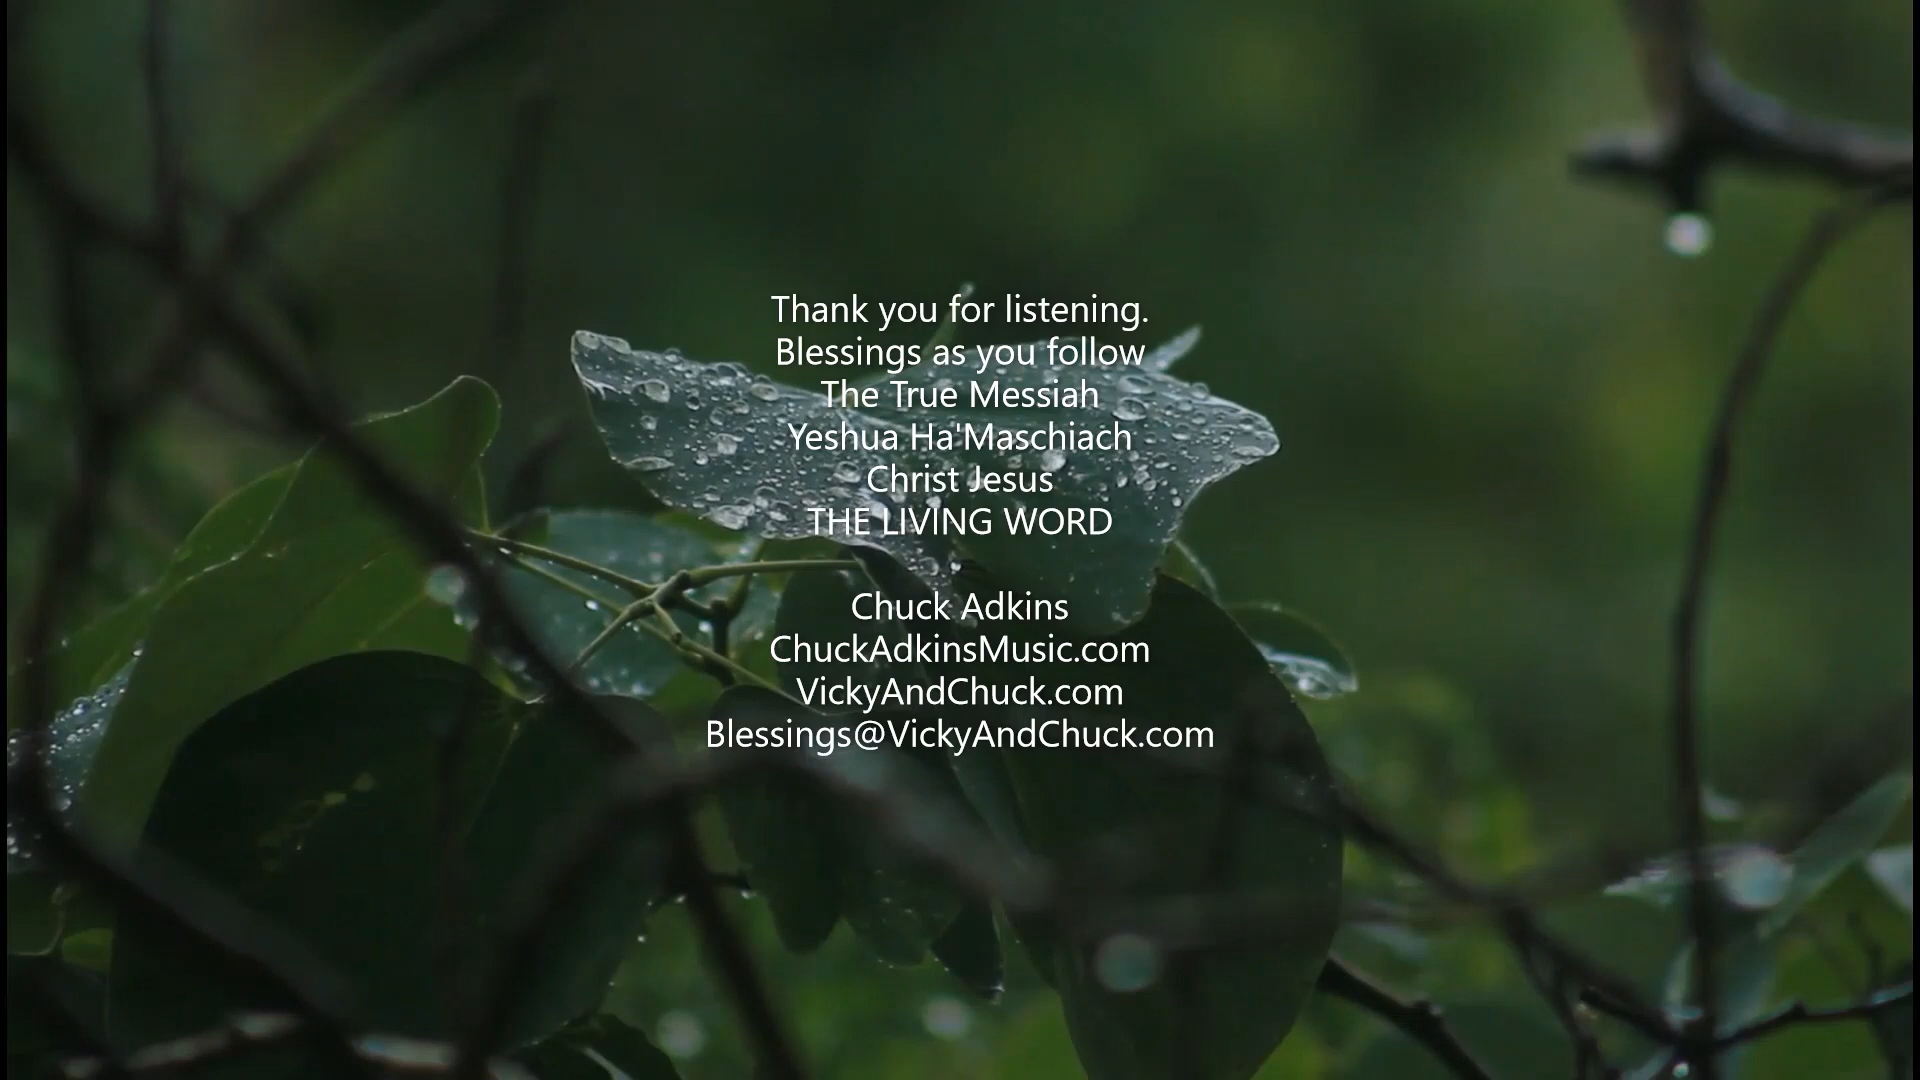 Thank you for listening.
Blessings as you follow
The True Messiah
Yeshua Ha'Maschiach
Christ Jesus
THE LIVING WORD
Chuck Adkins
ChuckAdkinsMusic.com
VickyAndChuck.com
Blessings@VickyAndChuck.com